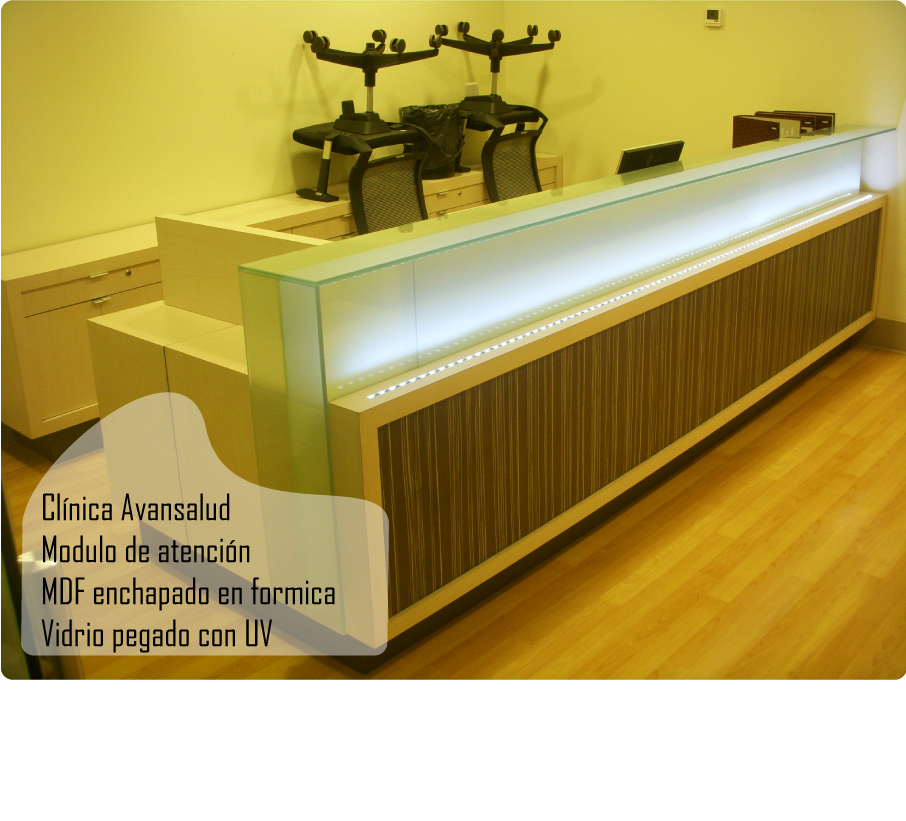 Clínica Avansalud
Modulo de atención
MDF enchapado en formica
Vidrio pegado con UV